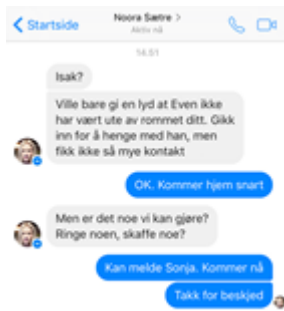 Startside
Noora Sætre
Aktiv nå
14.51
Isak?
Ville bare gi en lyd at Even ikke
har vært ute av rommet ditt. Gikk
inn for å henge med han, men
fikk ikke så mye kontakt
OK. Kommer hjem snart
Men er det noe vi kan gjøre?
Ringe noen, skaffe noe?
Kan melde Sonja. Kommer nå
Takk for beskjed